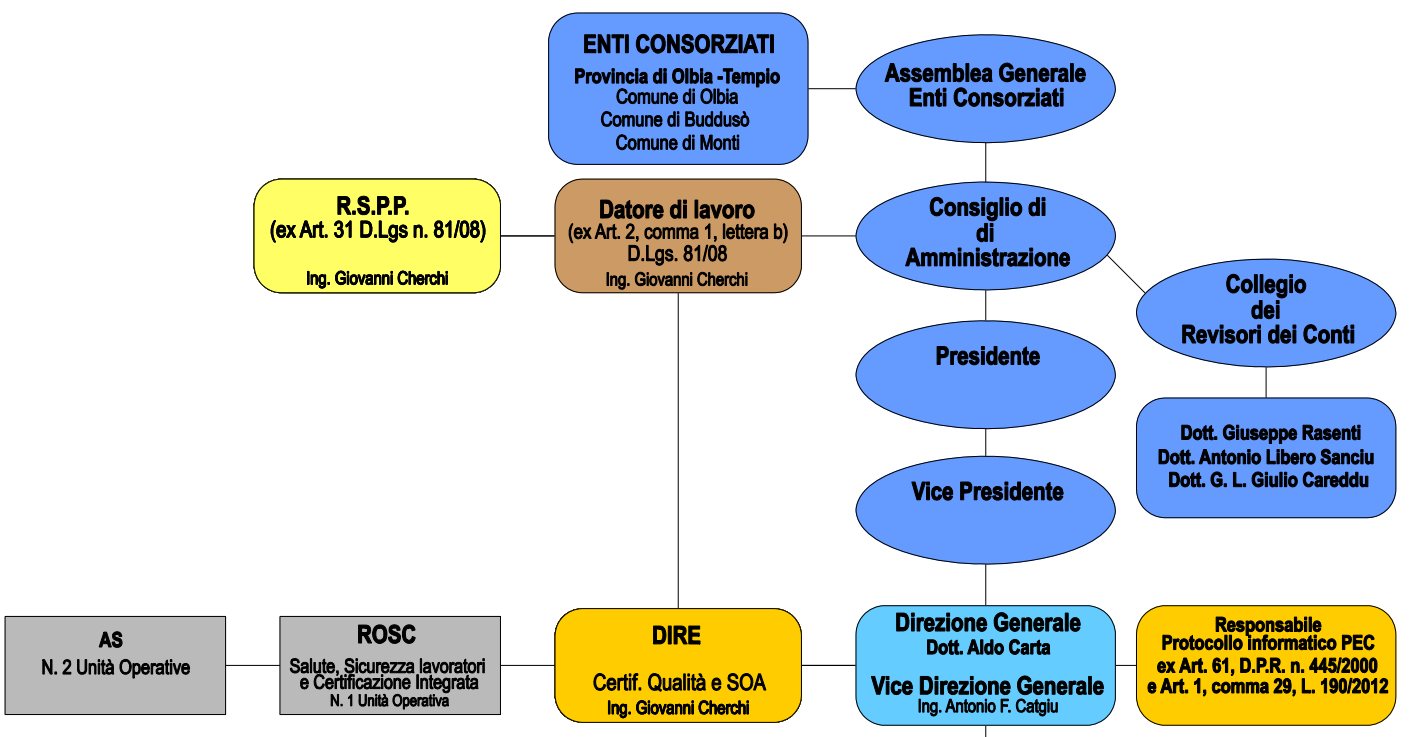 ENTI CONSORZIATI
Provincia di Olbia -Tempio
Comune di Olbia
Comune di Buddusò
Comune di Monti
Assemblea Generale
Enti Consorziati
R.S.P.P.
(ex Art. 31 D.Lgs n. 81/08)
Ing. Giovanni Cherchi
Datore di lavoro
(ex Art. 2, comma 1, lettera b)
D.Lgs. 81/08
Ing. Giovanni Cherchi
Consiglio di
di
Amministrazione
Collegio
dei
Revisori dei Conti
Presidente
Dott. Giuseppe Rasenti
Dott. Antonio Libero Sanciu
Dott. G. L. Giulio Careddu
Vice Presidente
AS
N. 2 Unità Operative
ROSC
Salute, Sicurezza lavoratori
e Certificazione Integrata
N. 1 Unità Operativa
DIRE
Certif. Qualità e SOA
Ing. Giovanni Cherchi
Direzione Generale
Dott. Aldo Carta
Vice Direzione Generale
Ing. Antonio F. Catgiu
Responsabile
Protocollo informatico PEC
ex Art. 61, D.P.R. n. 445/2000
e Art. 1, comma 29, L. 190/2012